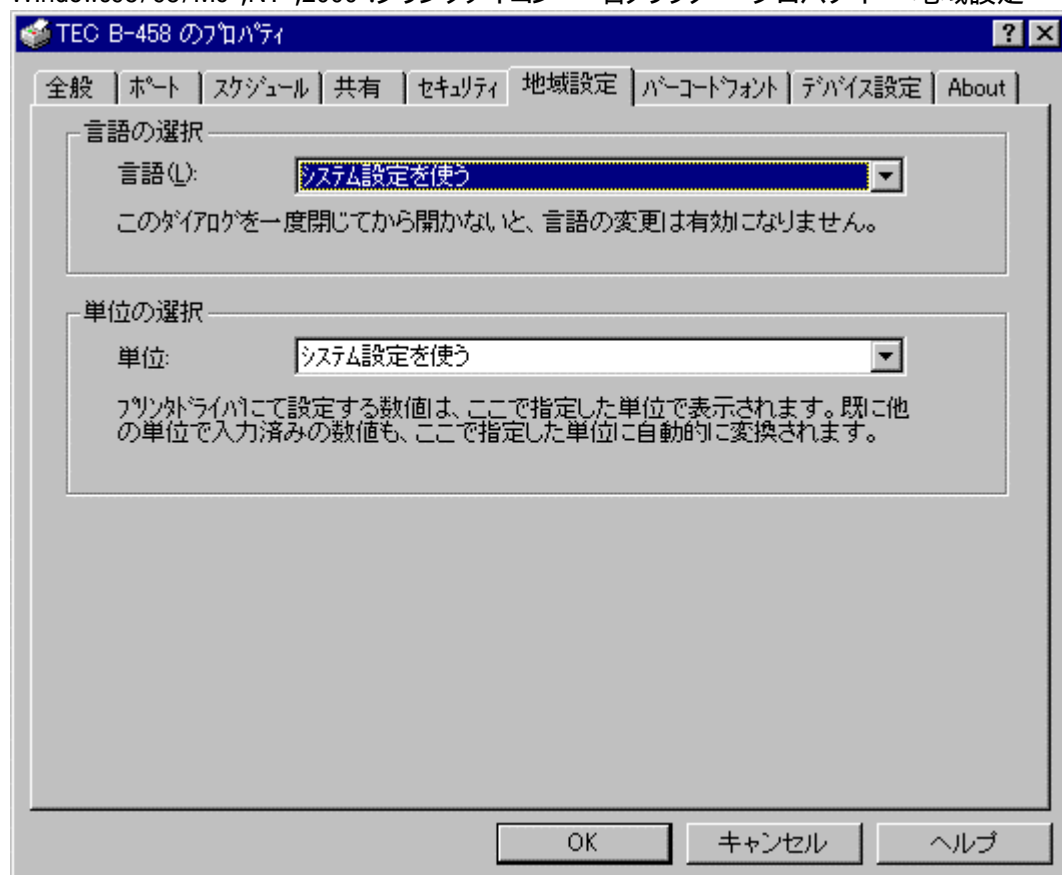 TEC B-458 のﾌﾟﾛﾊﾟﾃｨ
全般 ﾎﾟｰﾄ ｽｹｼﾞｭｰﾙ 共有 ｾｷｭﾘﾃｨ 地域設定 ﾊﾞｰｺｰﾄﾞﾌｫﾝﾄ ﾃﾞﾊﾞｲｽ設定 About
言語の選択
言語(L): ｼｽﾃﾑ設定を使う
このﾀﾞｲｱﾛｸﾞを一度閉じてから開かないと、言語の変更は有効になりません。
単位の選択
単位: ｼｽﾃﾑ設定を使う
ﾌﾟﾘﾝﾀﾄﾞﾗｲﾊﾞにて設定する数値は、ここで指定した単位で表示されます。既に他
の単位で入力済みの数値も、ここで指定した単位に自動的に変換されます。
OK キャンセル ヘルプ